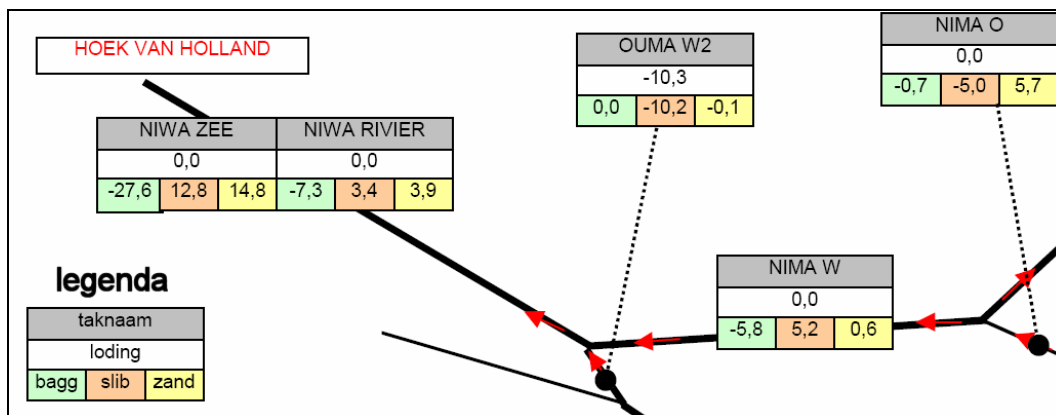 HOEK VAN HOLLAND
OUMA W2
-10,3
0,0 -10,2 -0,1
NIMA O
0,0
-0,7 -5,0 5,7
NIWA ZEE NIWA RIVIER
0,0 0,0
-27,6 12,8 14,8 -7,3 3,4 3,9
NIMA W
0,0
-5,8 5,2 0,6
legenda
taknaam
loding
bagg slib zand